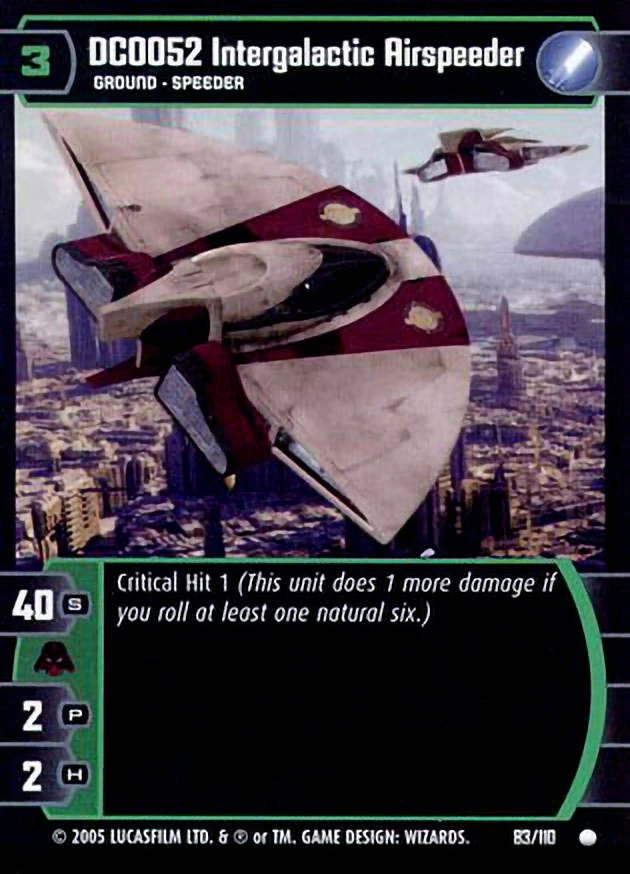 3
DC0052 Intergalactic Airspeeder
GROUND • SPEEDER
Critical Hit 1 (This unit does 1 more damage if
you roll at least one natural six.)
40 S
2 P
2 H
© 2005 LUCASFILM LTD. & ® or TM. GAME DESIGN: WIZARDS. 83/110